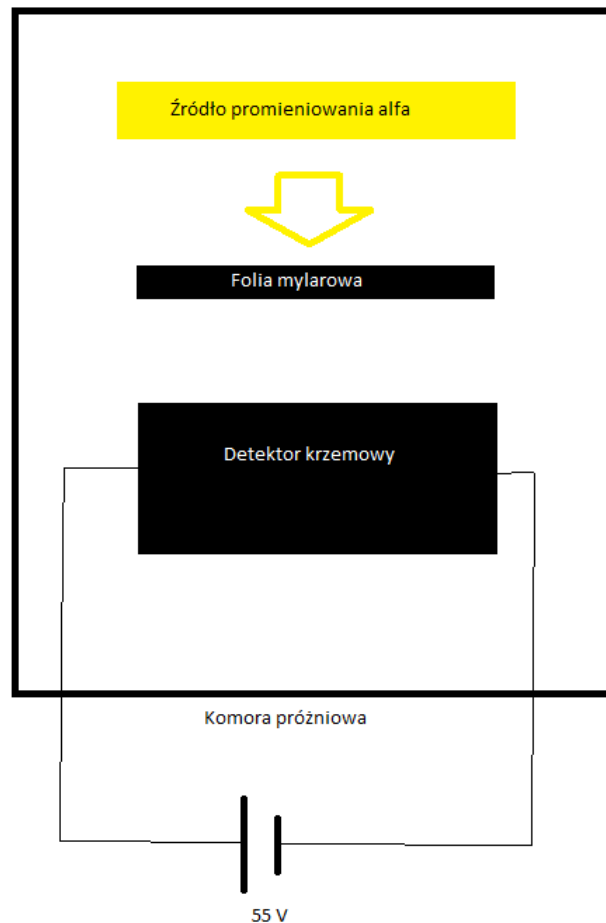 Źródło promieniowania alfa
Folia mylarowa
Detektor krzemowy
Komora próżniowa
55 V